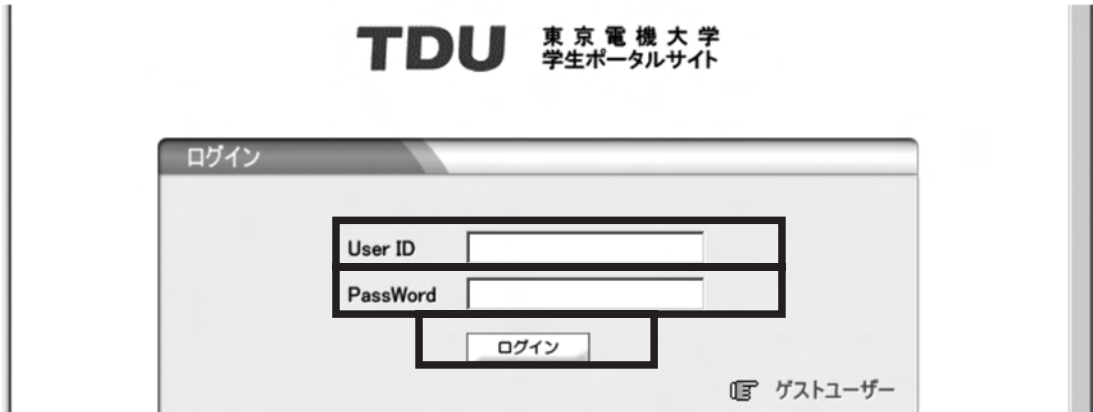 TDU 東京電機大学
学生ポータルサイト
ログイン
User ID
PassWord
ログイン
ゲストユーザー